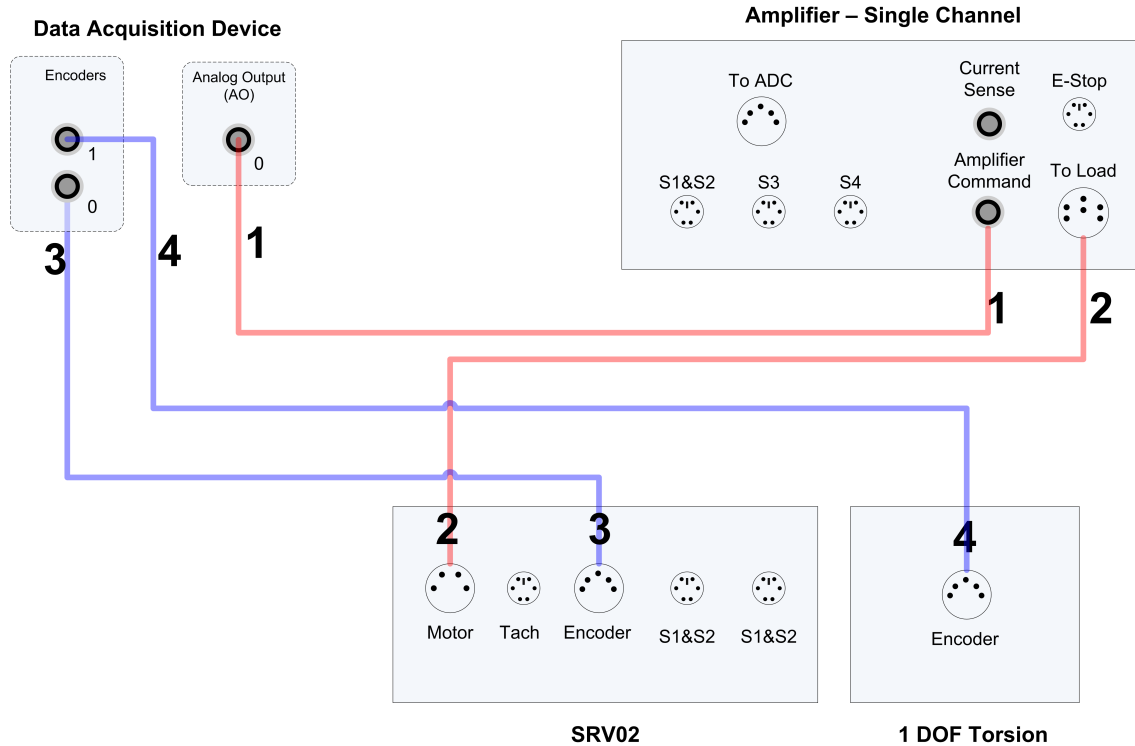 Data Acquisition Device
Amplifier – Single Channel
Encoders
1
0
Analog Output
(AO)
0
To ADC
Current
Sense
E-Stop
S1&S2
S3
S4
Amplifier
Command
To Load
3
4
1
1
2
2
3
4
Motor
Tach
Encoder
S1&S2
S1&S2
Encoder
SRV02
1 DOF Torsion